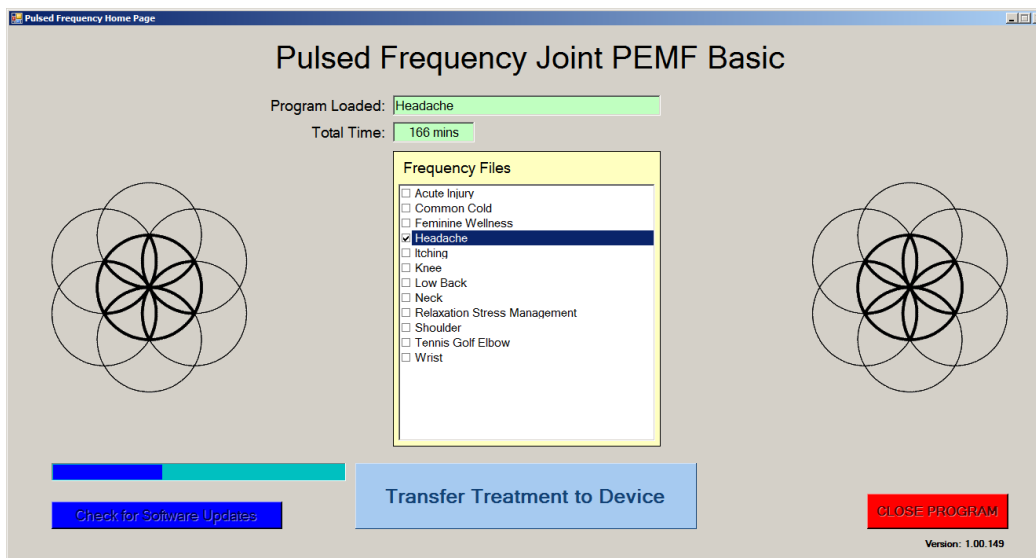 Pulsed Frequency Home Page
Pulsed Frequency Joint PEMF Basic
Program Loaded: Headache
Total Time: 166 mins
Frequency Files
Acute Injury
Common Cold
Feminine Wellness
Headache
Itching
Knee
Low Back
Neck
Relaxation Stress Management
Shoulder
Tennis Golf Elbow
Wrist
Transfer Treatment to Device
Check for Software Updates
CLOSE PROGRAM
Version: 1.00.149